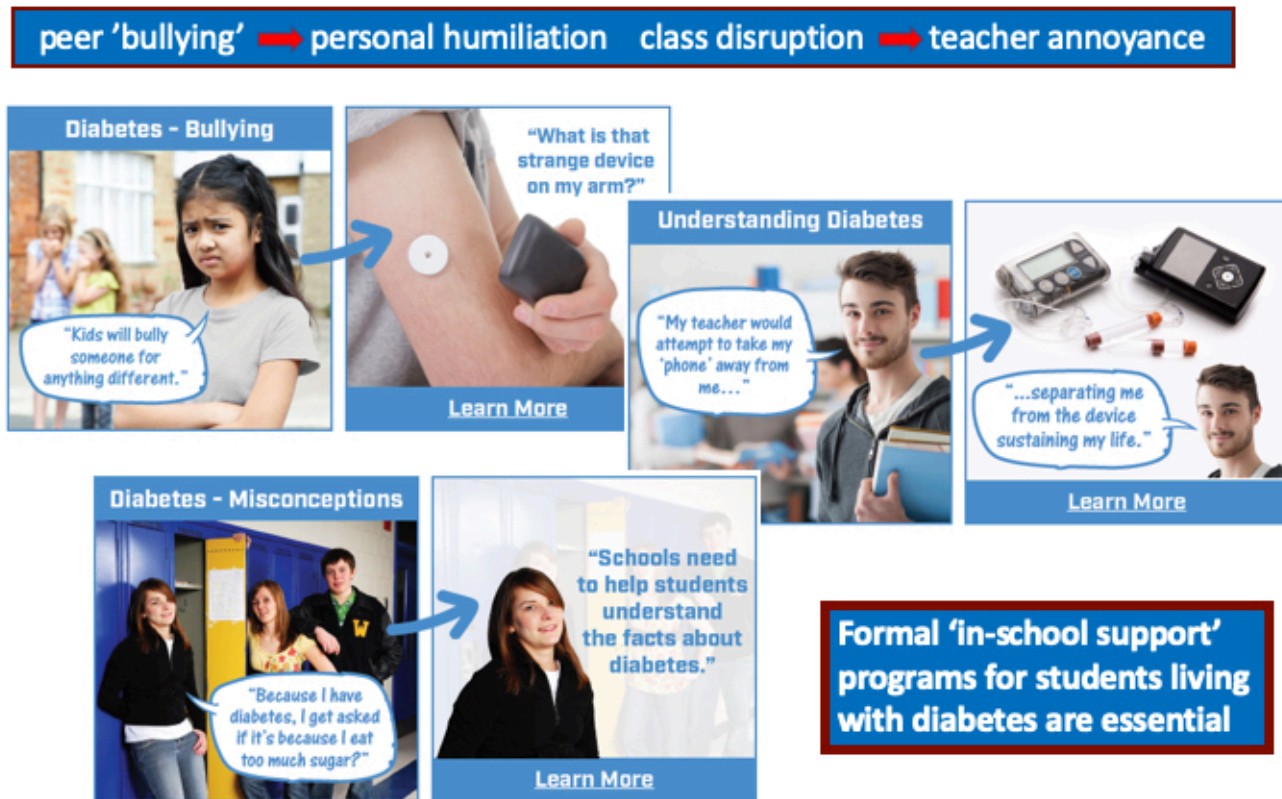 peer 'bullying' ➡ personal humiliation class disruption ➡ teacher annoyance
Diabetes - Bullying
"Kids will bully
someone for
anything different."
"What is that
strange device
on my arm?"
Learn More
Understanding Diabetes
"My teacher would
attempt to take my
'phone' away from
me..."
"...separating me
from the device
sustaining my life."
Learn More
Diabetes - Misconceptions
"Because I have
diabetes, I get asked
if it's because I eat
too much sugar?"
W
"Schools need
to help students
understand
the facts about
diabetes."
Learn More
Formal 'in-school support'
programs for students living
with diabetes are essential